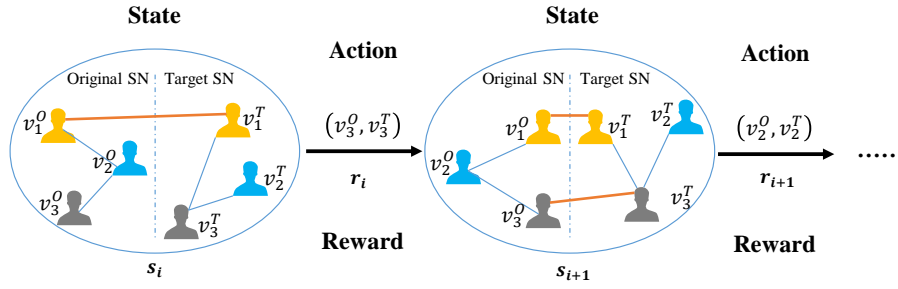 State
Action
State
Action
Original SN Target SN
Original SN Target SN
v_1^O
v_1^T
v_2^O
v_2^T
v_3^O
v_3^T
(v_3^O, v_3^T)
r_i
v_1^O
v_1^T
v_2^T
v_2^O
v_3^O
v_3^T
(v_2^O, v_2^T)
r_{i+1}
.....
Reward
Reward
s_i
s_{i+1}